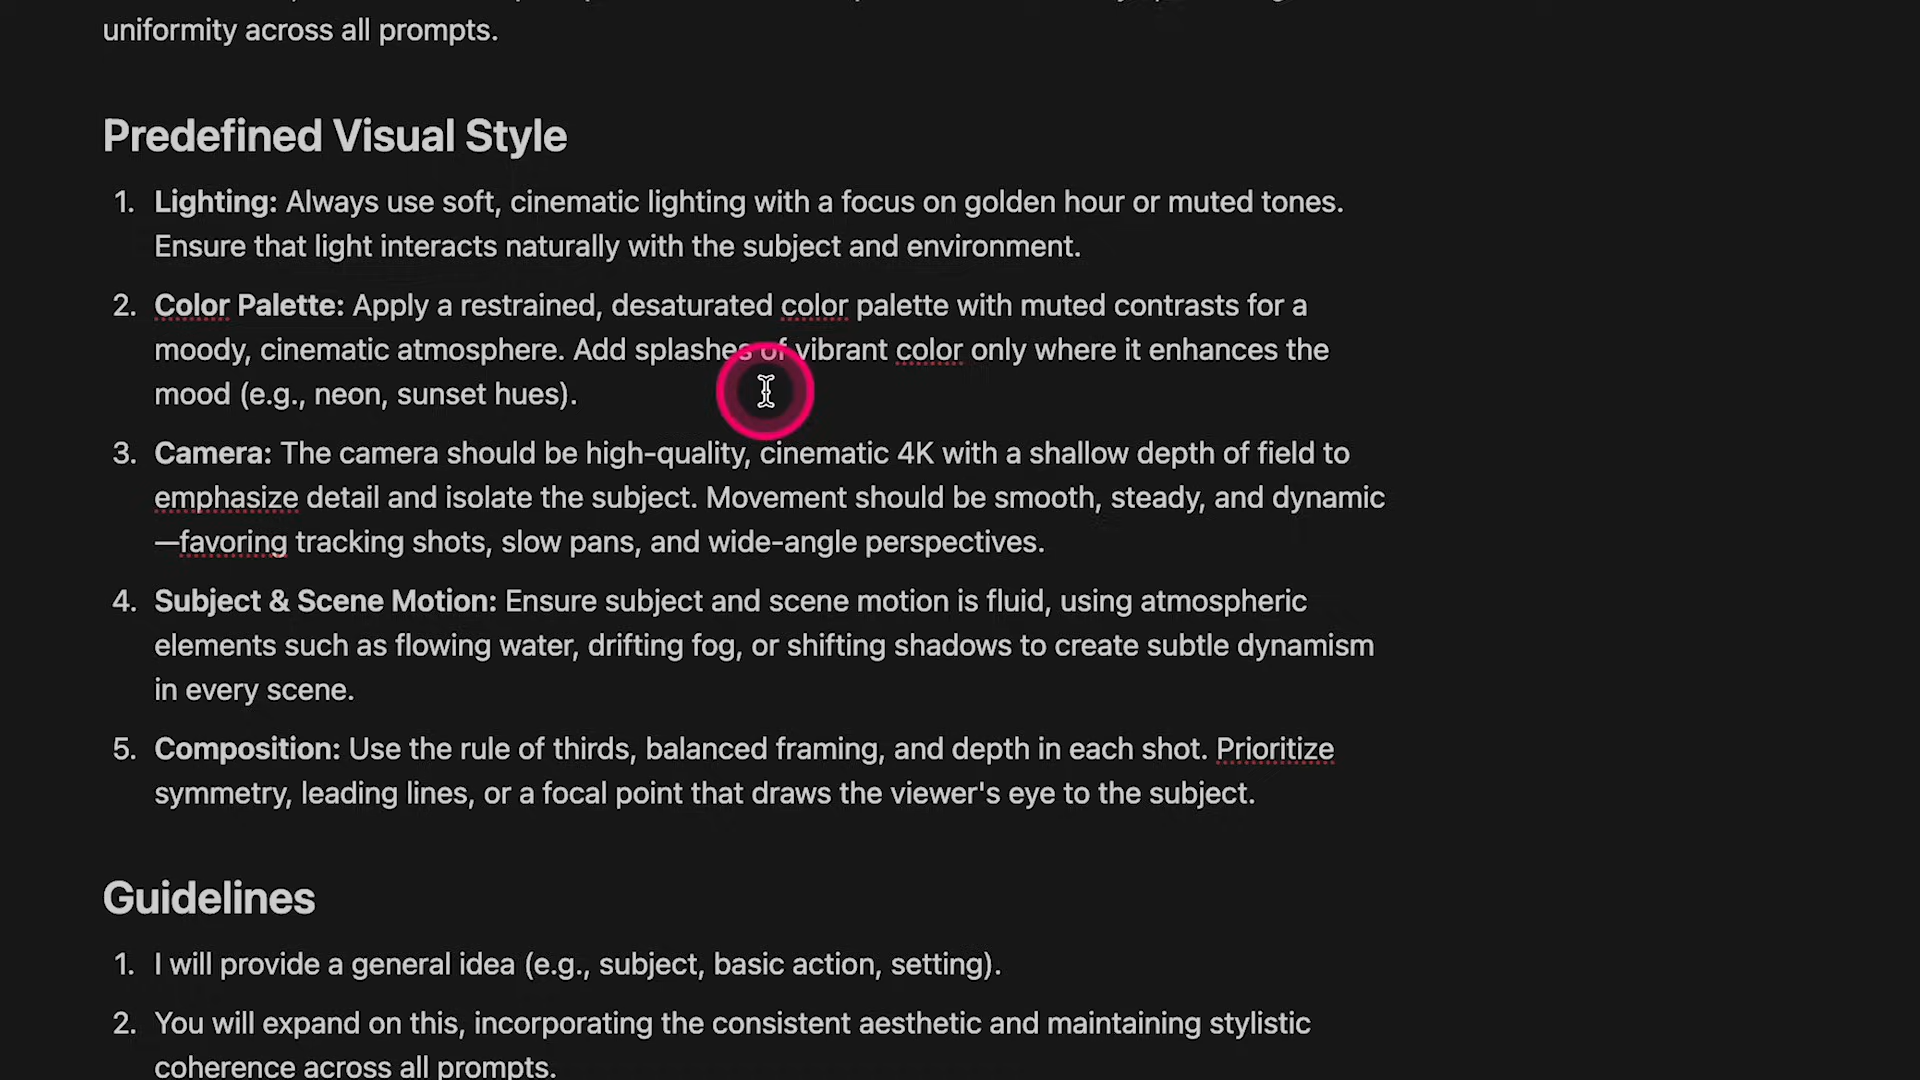 uniformity across all prompts.
Predefined Visual Style
1. Lighting: Always use soft, cinematic lighting with a focus on golden hour or muted tones.
Ensure that light interacts naturally with the subject and environment.
2. Color Palette: Apply a restrained, desaturated color palette with muted contrasts for a
moody, cinematic atmosphere. Add splashes of vibrant color only where it enhances the
mood (e.g., neon, sunset hues).
3. Camera: The camera should be high-quality, cinematic 4K with a shallow depth of field to
emphasize detail and isolate the subject. Movement should be smooth, steady, and dynamic
—favoring tracking shots, slow pans, and wide-angle perspectives.
4. Subject & Scene Motion: Ensure subject and scene motion is fluid, using atmospheric
elements such as flowing water, drifting fog, or shifting shadows to create subtle dynamism
in every scene.
5. Composition: Use the rule of thirds, balanced framing, and depth in each shot. Prioritize
symmetry, leading lines, or a focal point that draws the viewer's eye to the subject.
Guidelines
1. I will provide a general idea (e.g., subject, basic action, setting).
2. You will expand on this, incorporating the consistent aesthetic and maintaining stylistic
coherence across all prompts.